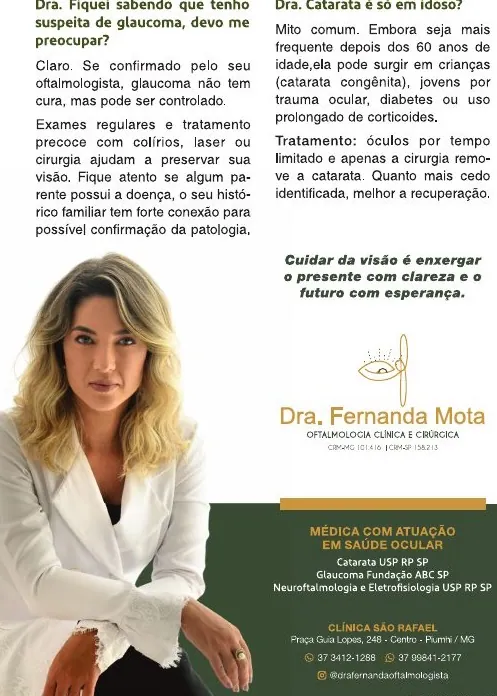 Dra. Fiquei sabendo que tenho
suspeita de glaucoma, devo me
preocupar?
Claro. Se confirmado pelo seu
oftalmologista, glaucoma não tem
cura, mas pode ser controlado.
Exames regulares e tratamento
precoce com colírios, laser ou
cirurgia ajudam a preservar sua
visão. Fique atento se algum pa-
rente possui a doença, o seu histó-
rico familiar tem forte conexão para
possível confirmação da patologia.
Dra. Catarata é só em idoso?
Mito comum. Embora seja mais
frequente depois dos 60 anos de
idade,ela pode surgir em crianças
(catarata congênita), jovens por
trauma ocular, diabetes ou uso
prolongado de corticoides.
Tratamento: óculos por tempo
limitado e apenas a cirurgia remo-
ve a catarata. Quanto mais cedo
identificada, melhor a recuperação.
Cuidar da visão é enxergar
o presente com clareza e o
futuro com esperança.
Dra. Fernanda Mota
OFTALMOLOGIA CLÍNICA E CIRÚRGICA
CRM-MG 101.416 | CRM-SP 158.213
MÉDICA COM ATUAÇÃO
EM SAÚDE OCULAR
Catarata USP RP SP
Glaucoma Fundação ABC SP
Neuroftalmologia e Eletrofisiologia USP RP SP
CLÍNICA SÃO RAFAEL
Praça Guia Lopes, 248 - Centro - Piumhi / MG
37 3412-1288 37 99841-2177
@drafernandaoftalmologista